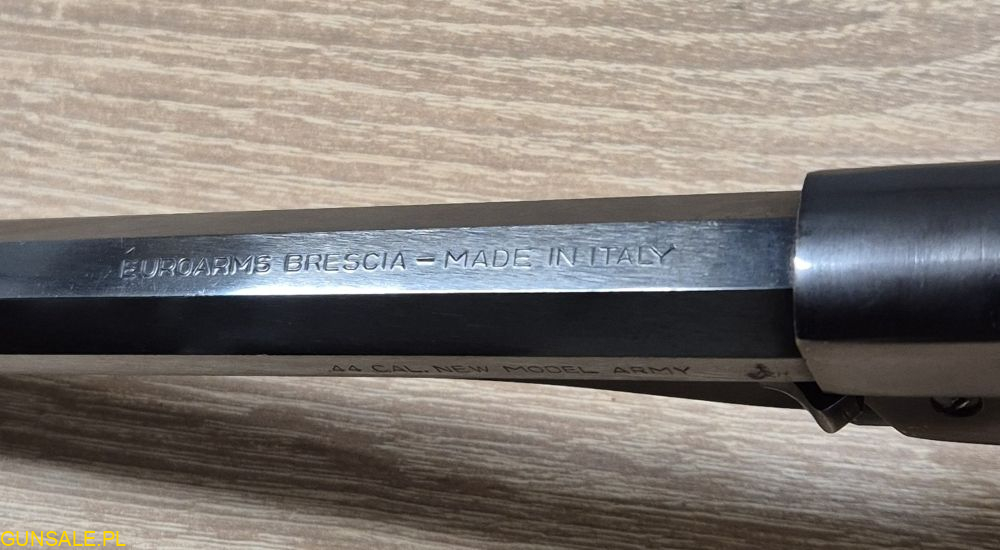 EUROARMS BRESCIA – MADE IN ITALY
.44 CAL. NEW MODEL ARMY
GUNSALE.PL